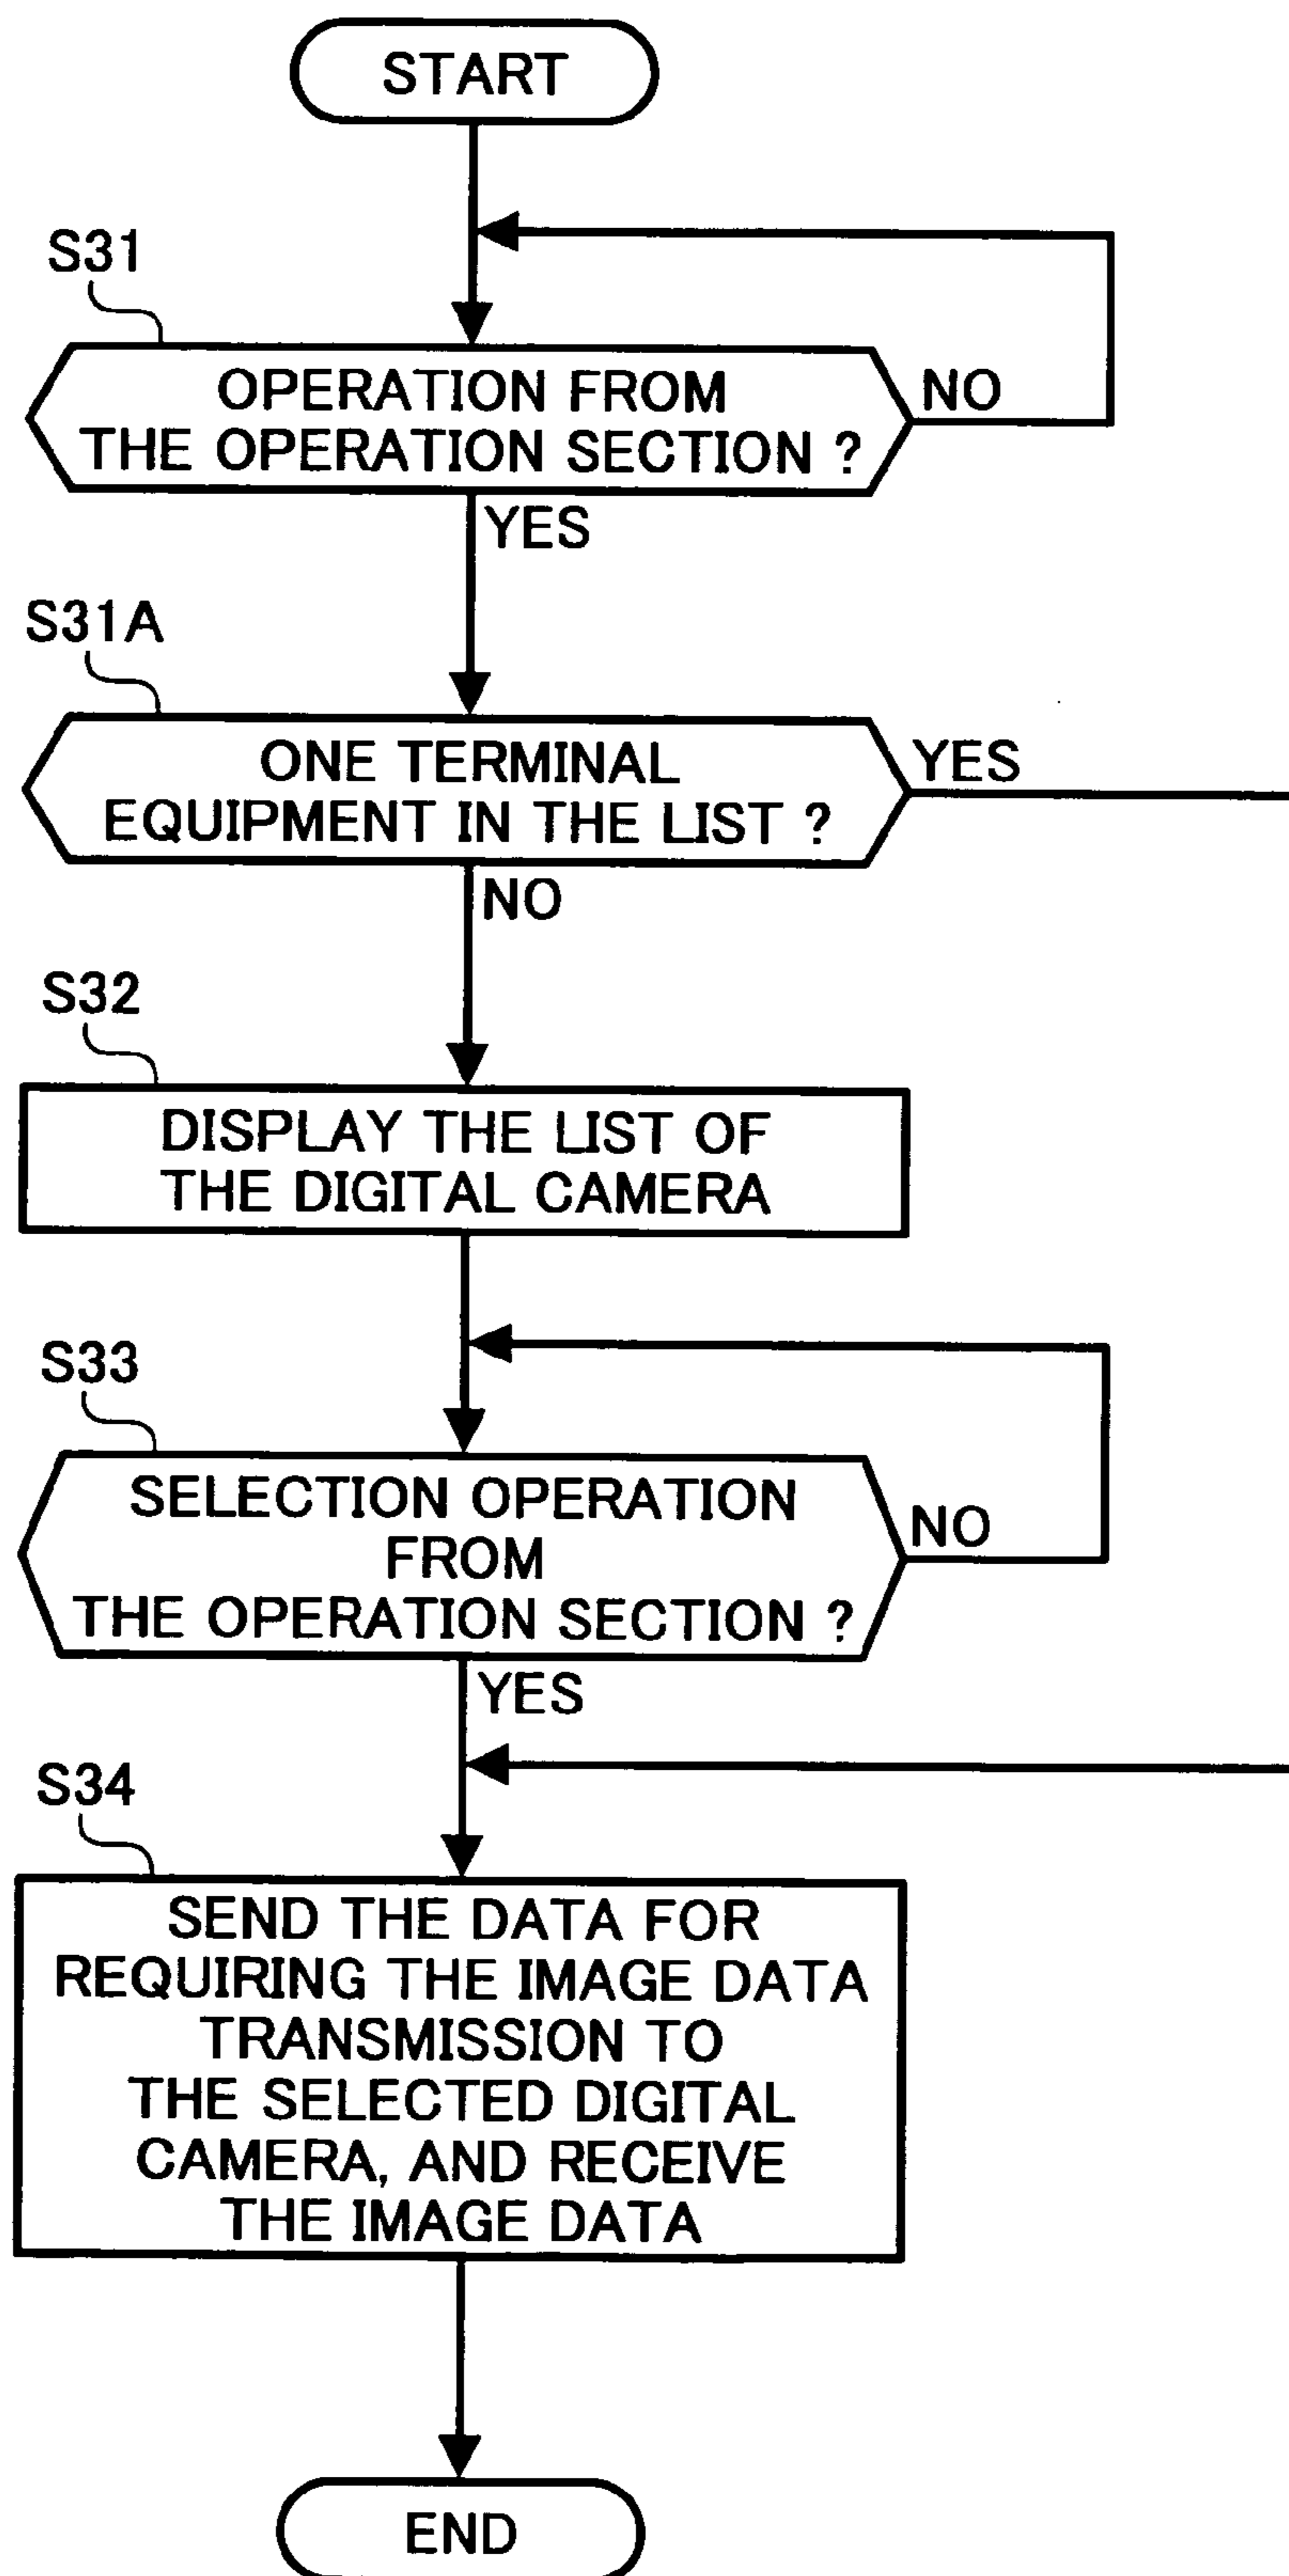 START
S31
OPERATION FROM
THE OPERATION SECTION ?
NO
YES
S31A
ONE TERMINAL
EQUIPMENT IN THE LIST ?
YES
NO
S32
DISPLAY THE LIST OF
THE DIGITAL CAMERA
S33
SELECTION OPERATION
FROM
THE OPERATION SECTION ?
NO
YES
S34
SEND THE DATA FOR
REQUIRING THE IMAGE DATA
TRANSMISSION TO
THE SELECTED DIGITAL
CAMERA, AND RECEIVE
THE IMAGE DATA
END